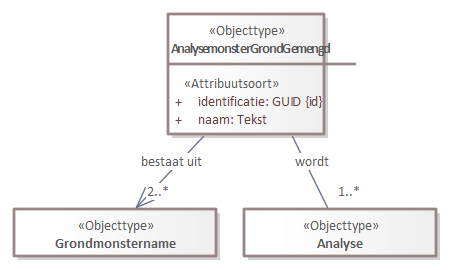 «Objecttype»
AnalysemonsterGrondGemengd
«Attribuutsoort»
+ identificatie: GUID {id}
+ naam: Tekst
bestaat uit
wordt
2..*
1..*
«Objecttype»
Grondmonstername
«Objecttype»
Analyse